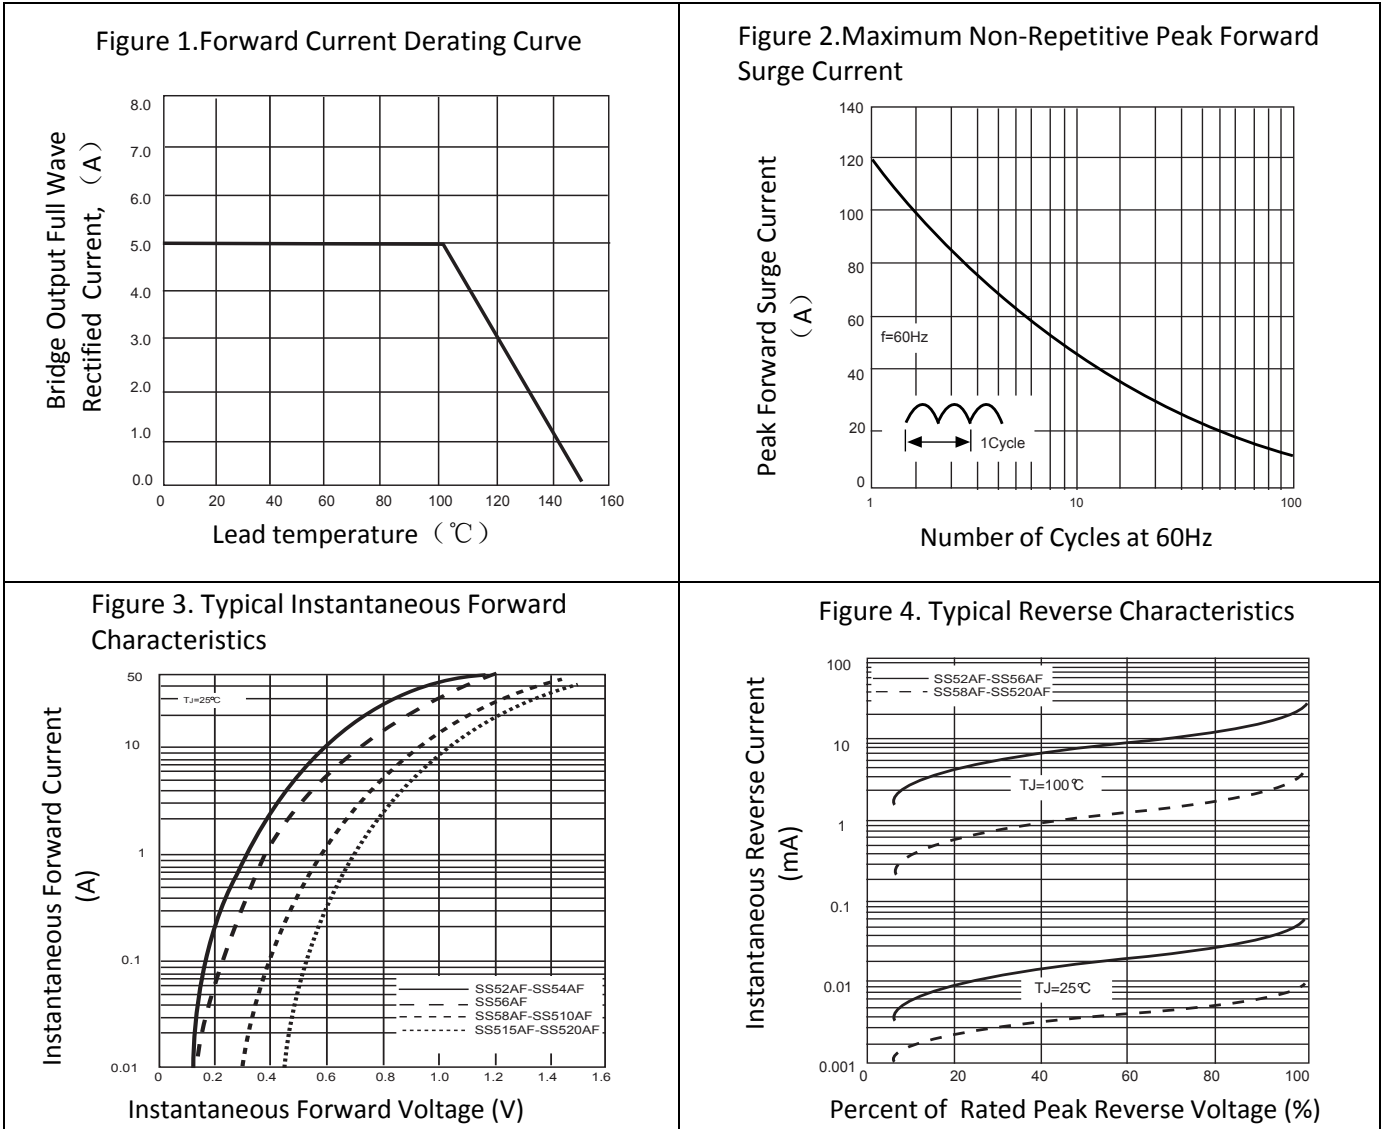 Figure 1.Forward Current Derating Curve
Bridge Output Full Wave
Rectified Current, （A）
8.0
7.0
6.0
5.0
4.0
3.0
2.0
1.0
0.0
0 20 40 60 80 100 120 140 160
Lead temperature（℃）
Figure 2.Maximum Non-Repetitive Peak Forward
Surge Current
Peak Forward Surge Current
（A）
140
120
100
80
60
40
20
0
f=60Hz
1Cycle
1 10 100
Number of Cycles at 60Hz
Figure 3. Typical Instantaneous Forward
Characteristics
Instantaneous Forward Current
(A)
50
10
1
0.1
0.01
TJ=25℃
SS52AF-SS54AF
SS56AF
SS58AF-SS510AF
SS515AF-SS520AF
0 0.2 0.4 0.6 0.8 1.0 1.2 1.4 1.6
Instantaneous Forward Voltage (V)
Figure 4. Typical Reverse Characteristics
Instantaneous Reverse Current
(mA)
100
10
1
0.1
0.01
0.001
SS52AF-SS56AF
SS58AF-SS520AF
TJ=100℃
TJ=25℃
0 20 40 60 80 100
Percent of Rated Peak Reverse Voltage (%)